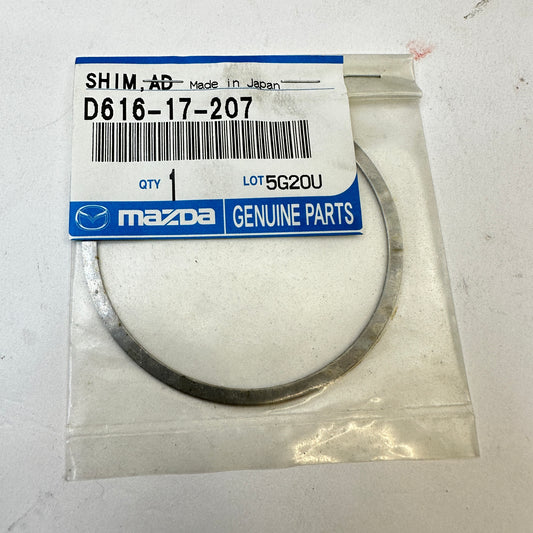 SHIM, AD Made in Japan
D616-17-207
QTY 1 LOT 5G20U
mazda GENUINE PARTS